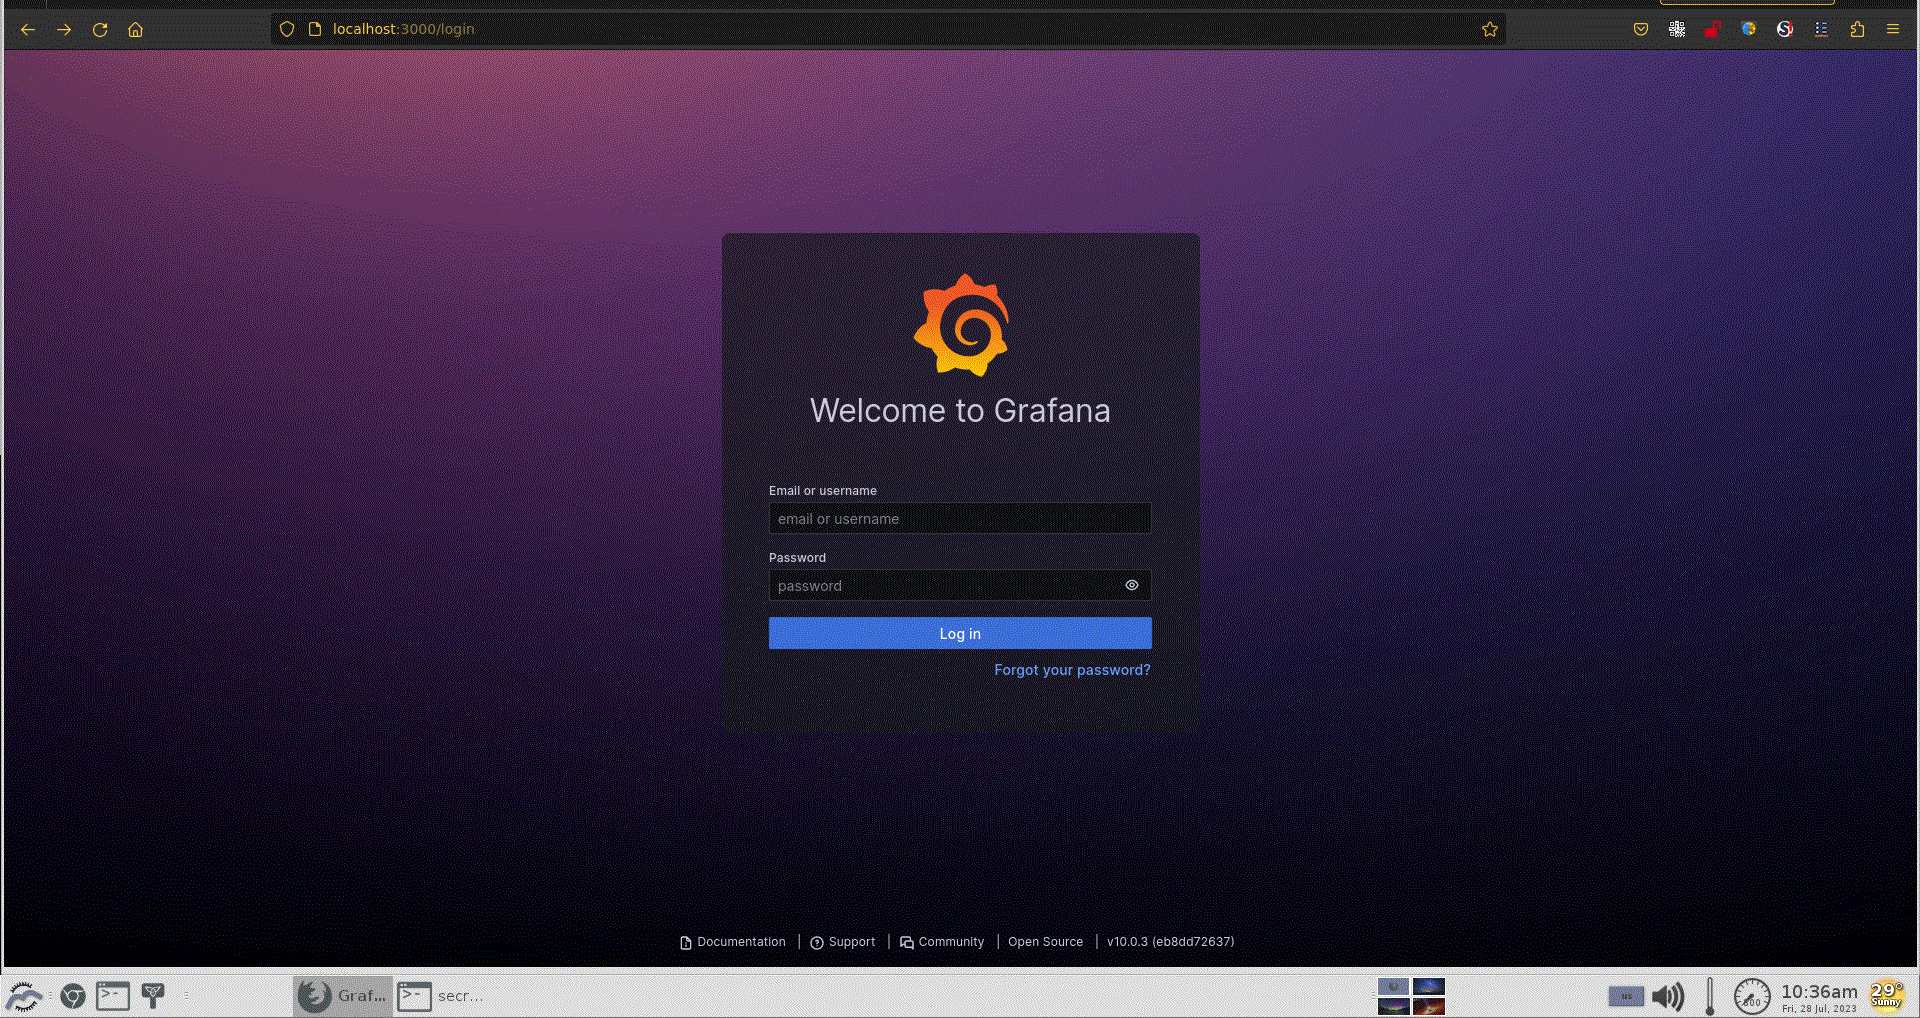 localhost:3000/login
Welcome to Grafana
Email or username
email or username
Password
password
Log in
Forgot your password?
Documentation | Support | Community | Open Source | v10.0.3 (eb8dd72637)
Graf...
secr...
us
800
10:36am
Fri, 28 Jul, 2023
29°
Sunny